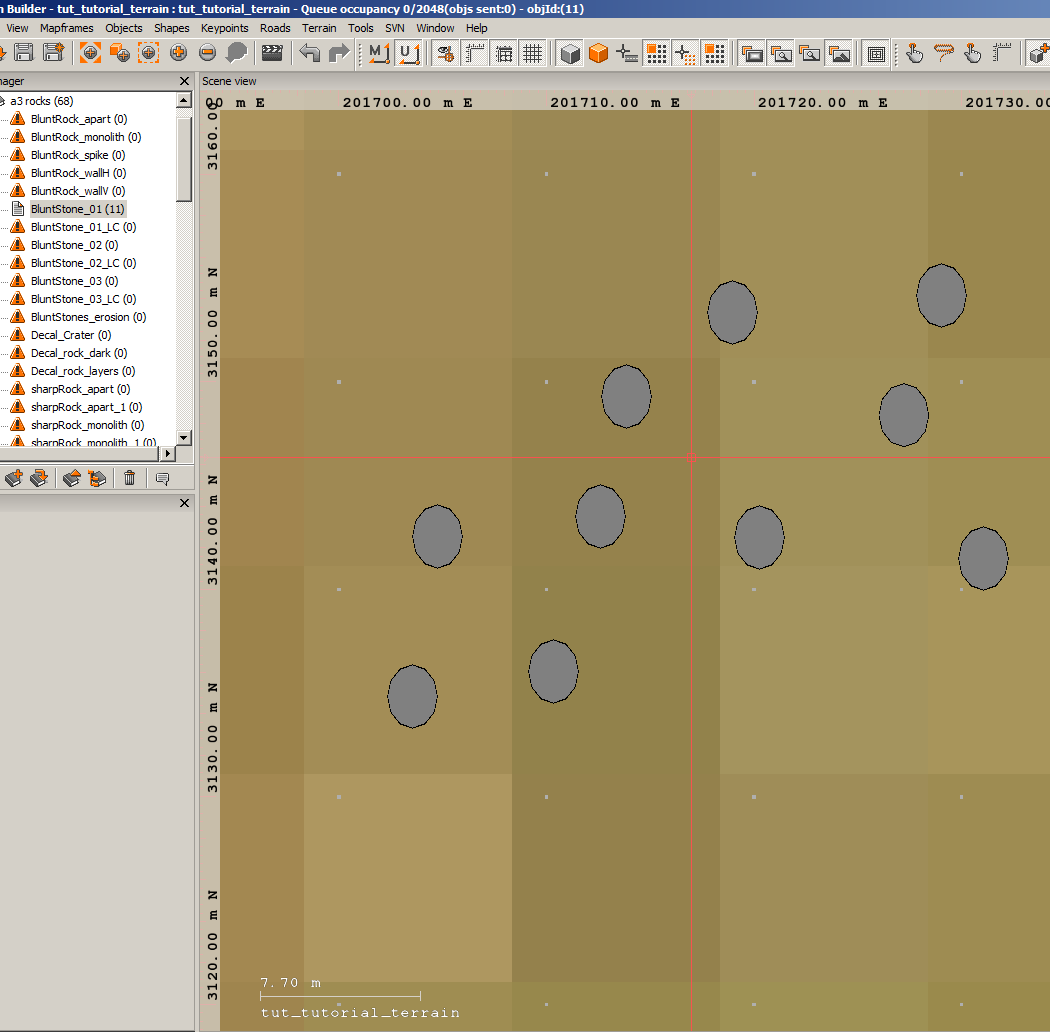 n Builder - tut_tutorial_terrain : tut_tutorial_terrain - Queue occupancy 0/2048(objs sent:0) - objId:(11)
View Mapframes Objects Shapes Keypoints Roads Terrain Tools SVN Window Help
M U
nager
Scene view
a3 rocks (68)
BluntRock_apart (0)
BluntRock_monolith (0)
BluntRock_spike (0)
BluntRock_wallH (0)
BluntRock_wallV (0)
BluntStone_01 (11)
BluntStone_01_LC (0)
BluntStone_02 (0)
BluntStone_02_LC (0)
BluntStone_03 (0)
BluntStone_03_LC (0)
BluntStones_erosion (0)
Decal_Crater (0)
Decal_rock_dark (0)
Decal_rock_layers (0)
sharpRock_apart (0)
sharpRock_apart_1 (0)
sharpRock_monolith (0)
sharpRock_monolith_1 (0)
00 m E 201700.00 m E 201710.00 m E 201720.00 m E 201730.00
3160.00
3150.00 m N
3140.00 m N
3130.00 m N
3120.00 m N
7.70 m
tut_tutorial_terrain